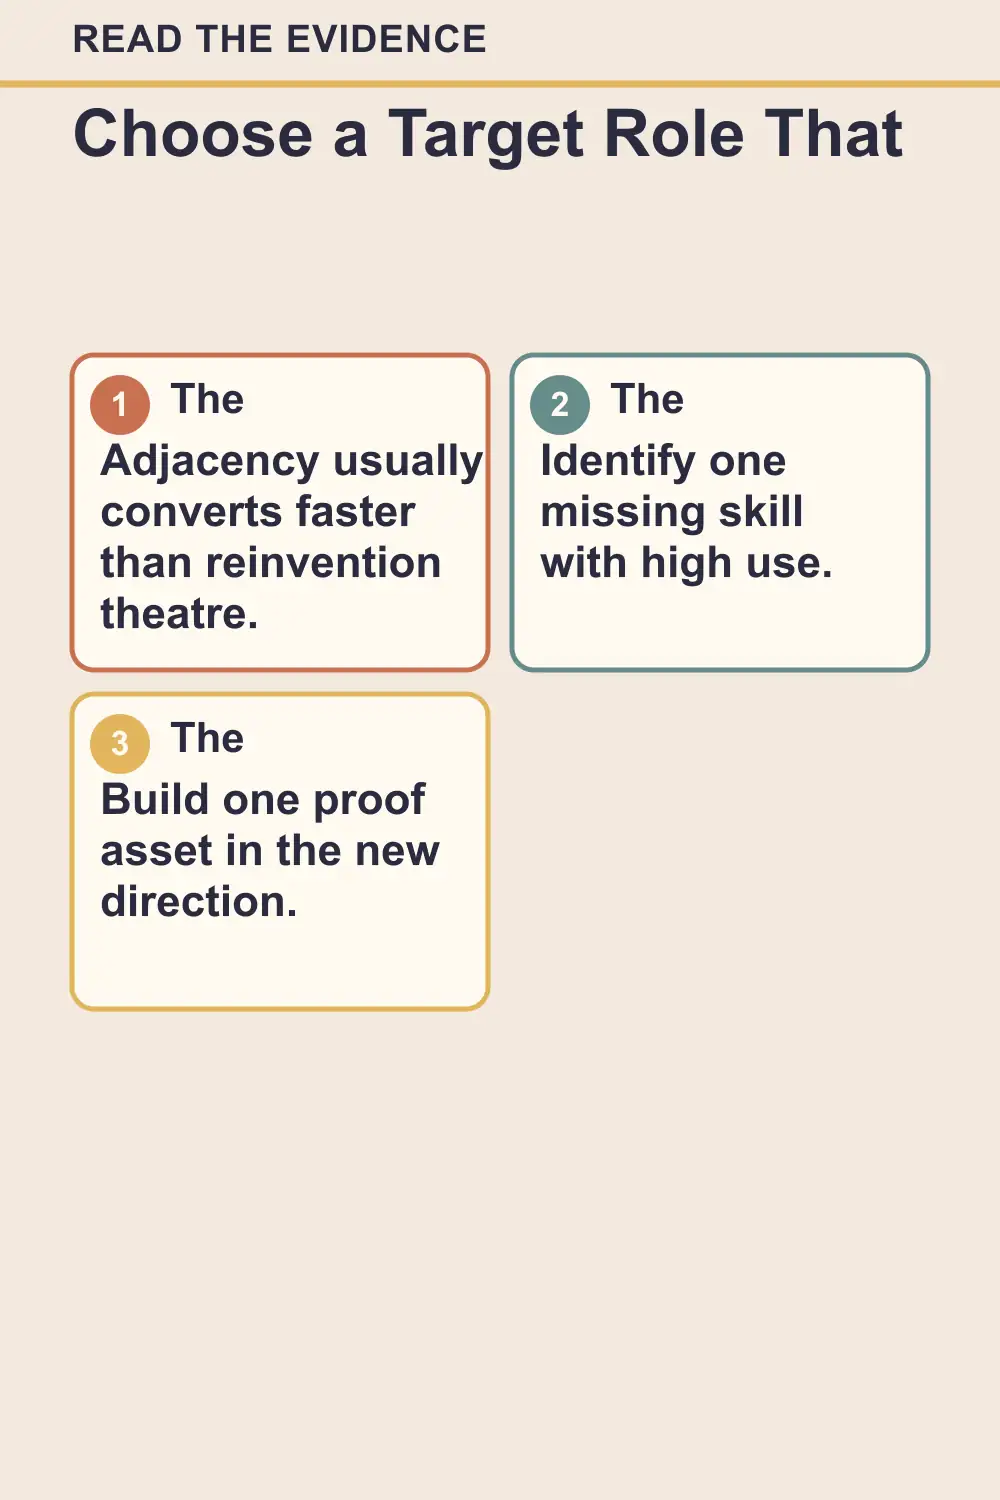 READ THE EVIDENCE
Choose a Target Role That
1 The
Adjacency usually
converts faster
than reinvention
theatre.
2 The
Identify one
missing skill
with high use.
3 The
Build one proof
asset in the new
direction.